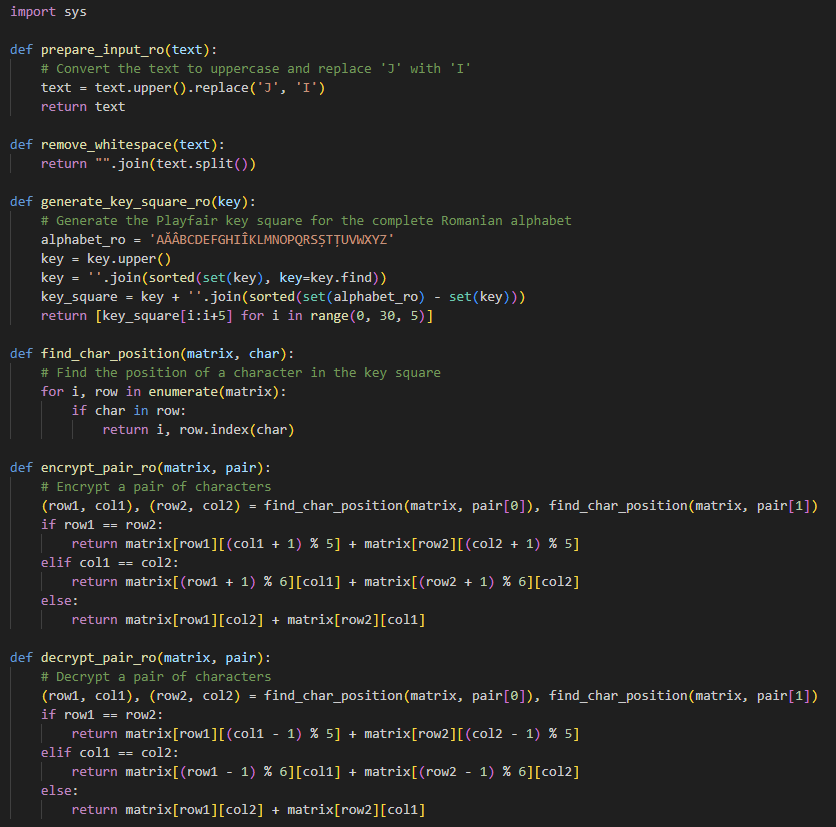 import sys

def prepare_input_ro(text):
    # Convert the text to uppercase and replace 'J' with 'I'
    text = text.upper().replace('J', 'I')
    return text

def remove_whitespace(text):
    return "".join(text.split())

def generate_key_square_ro(key):
    # Generate the Playfair key square for the complete Romanian alphabet
    alphabet_ro = 'AĂÂBCDEFGHIÎKLMNOPQRSȘTȚUVWXYZ'
    key = key.upper()
    key = ''.join(sorted(set(key), key=key.find))
    key_square = key + ''.join(sorted(set(alphabet_ro) - set(key)))
    return [key_square[i:i+5] for i in range(0, 30, 5)]

def find_char_position(matrix, char):
    # Find the position of a character in the key square
    for i, row in enumerate(matrix):
        if char in row:
            return i, row.index(char)

def encrypt_pair_ro(matrix, pair):
    # Encrypt a pair of characters
    (row1, col1), (row2, col2) = find_char_position(matrix, pair[0]), find_char_position(matrix, pair[1])
    if row1 == row2:
        return matrix[row1][(col1 + 1) % 5] + matrix[row2][(col2 + 1) % 5]
    elif col1 == col2:
        return matrix[(row1 + 1) % 6][col1] + matrix[(row2 + 1) % 6][col2]
    else:
        return matrix[row1][col2] + matrix[row2][col1]

def decrypt_pair_ro(matrix, pair):
    # Decrypt a pair of characters
    (row1, col1), (row2, col2) = find_char_position(matrix, pair[0]), find_char_position(matrix, pair[1])
    if row1 == row2:
        return matrix[row1][(col1 - 1) % 5] + matrix[row2][(col2 - 1) % 5]
    elif col1 == col2:
        return matrix[(row1 - 1) % 6][col1] + matrix[(row2 - 1) % 6][col2]
    else:
        return matrix[row1][col2] + matrix[row2][col1]